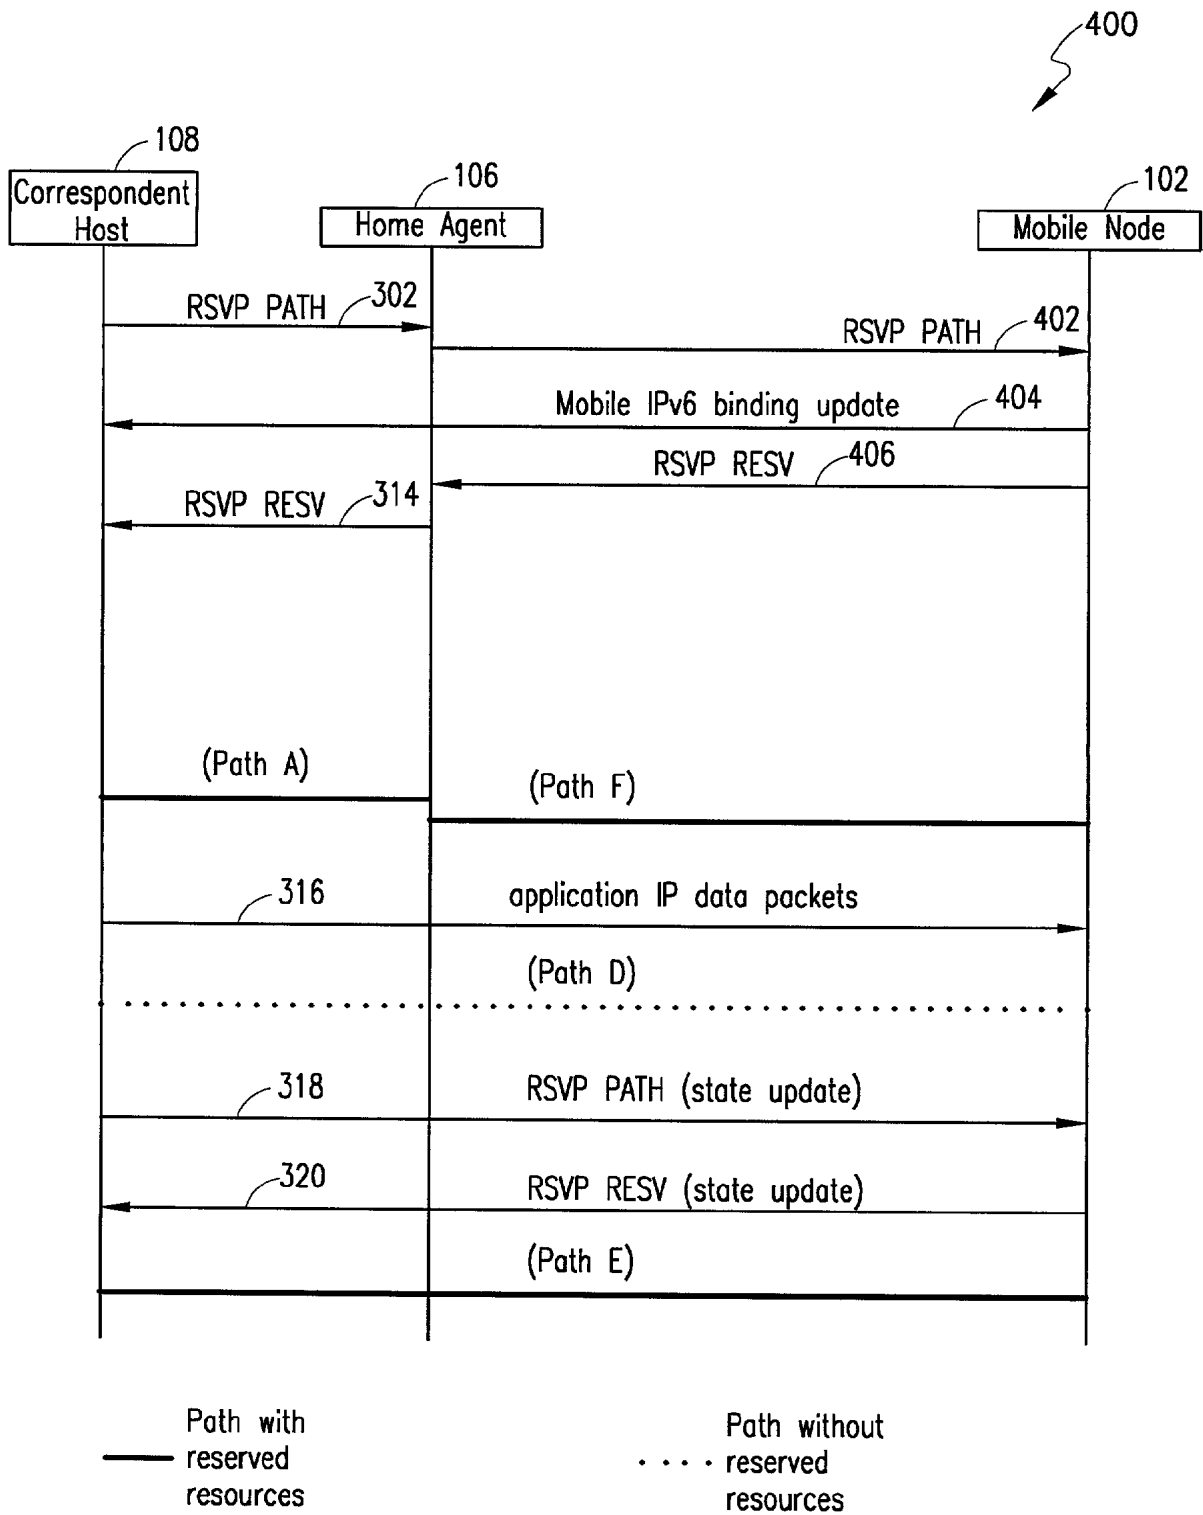 400
108
Correspondent
Host
106
Home Agent
102
Mobile Node
RSVP PATH
302
RSVP PATH
402
Mobile IPv6 binding update
404
RSVP RESV
406
RSVP RESV
314
(Path A)
(Path F)
316
application IP data packets
(Path D)
318
RSVP PATH (state update)
320
RSVP RESV (state update)
(Path E)
Path with
reserved
resources
Path without
reserved
resources